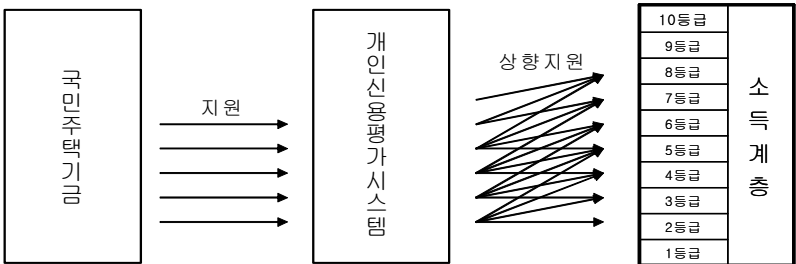 국민주택기금
지원
개인신용평가시스템
상향지원
10등급
9등급
8등급
7등급
6등급
5등급
4등급
3등급
2등급
1등급
소득계층